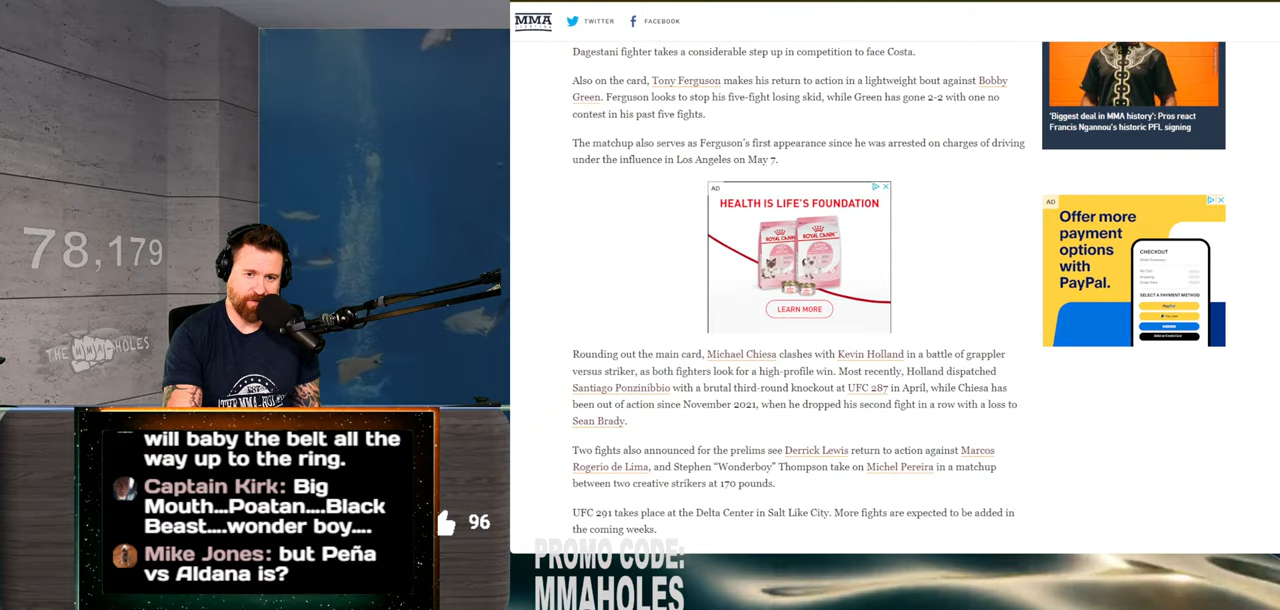 78,179
THE MMAHOLES
THE MMA-HOLES
will baby the belt all the
way up to the ring.
Captain Kirk: Big
Mouth...Poatan....Black
Beast....wonder boy....
Mike Jones: but Peña
vs Aldana is?
96
MMA
TWITTER
FACEBOOK
Dagestani fighter takes a considerable step up in competition to face Costa.
Also on the card, Tony Ferguson makes his return to action in a lightweight bout against Bobby
Green. Ferguson looks to stop his five-fight losing skid, while Green has gone 2-2 with one no
contest in his past five fights.
The matchup also serves as Ferguson's first appearance since he was arrested on charges of driving
under the influence in Los Angeles on May 7.
AD
HEALTH IS LIFE'S FOUNDATION
ROYAL CANIN
ROYAL CANIN
LEARN MORE
Rounding out the main card, Michael Chiesa clashes with Kevin Holland in a battle of grappler
versus striker, as both fighters look for a high-profile win. Most recently, Holland dispatched
Santiago Ponzinibbio with a brutal third-round knockout at UFC 287 in April, while Chiesa has
been out of action since November 2021, when he dropped his second fight in a row with a loss to
Sean Brady.
Two fights also announced for the prelims see Derrick Lewis return to action against Marcos
Rogerio de Lima, and Stephen "Wonderboy" Thompson take on Michel Pereira in a matchup
between two creative strikers at 170 pounds.
UFC 291 takes place at the Delta Center in Salt Like City. More fights are expected to be added in
the coming weeks.
'Biggest deal in MMA history': Pros react
Francis Ngannou's historic PFL signing
AD
Offer more
payment
options
with
PayPal.
CHECKOUT
SELECT A PAYMENT METHOD
PayPal
PROMO CODE:
MMAHOLES